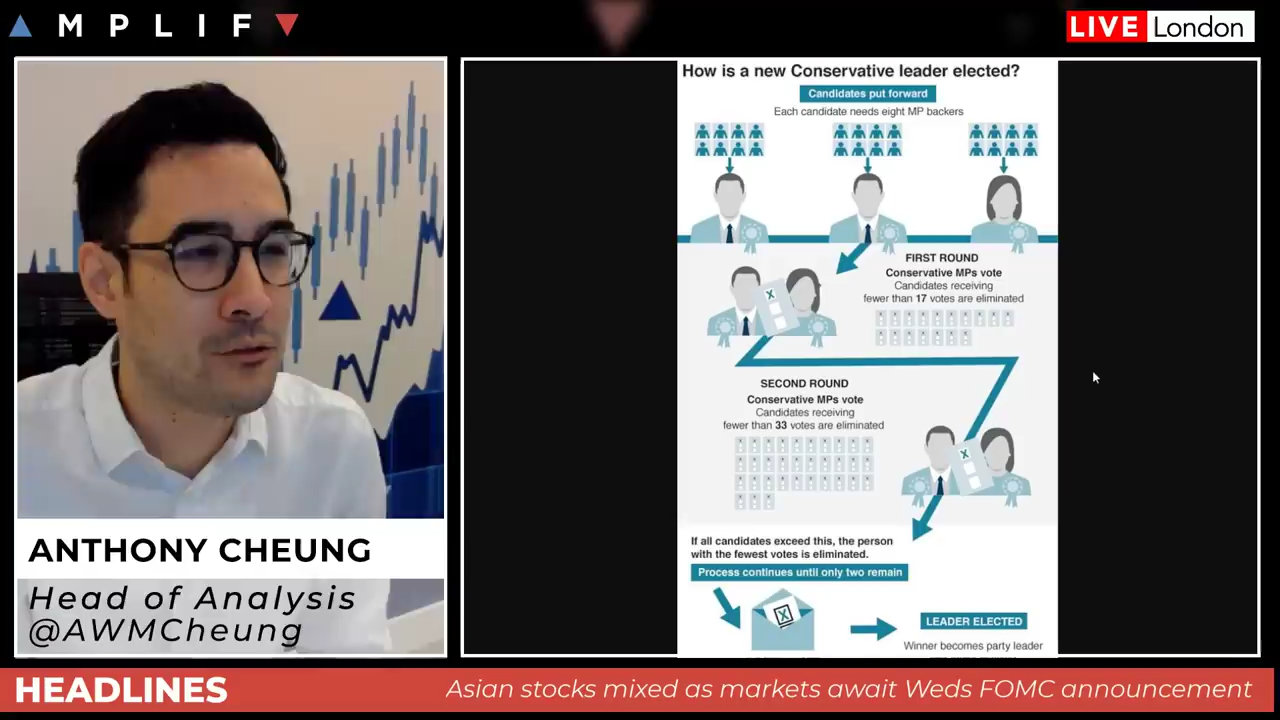 ▲ M P L I F ▼
LIVE London
How is a new Conservative leader elected?
Candidates put forward
Each candidate needs eight MP backers
FIRST ROUND
Conservative MPs vote
Candidates receiving
fewer than 17 votes are eliminated
SECOND ROUND
Conservative MPs vote
Candidates receiving
fewer than 33 votes are eliminated
If all candidates exceed this, the person
with the fewest votes is eliminated.
Process continues until only two remain
LEADER ELECTED
Winner becomes party leader
ANTHONY CHEUNG
Head of Analysis
@AWMCheung
HEADLINES
Asian stocks mixed as markets await Weds FOMC announcement